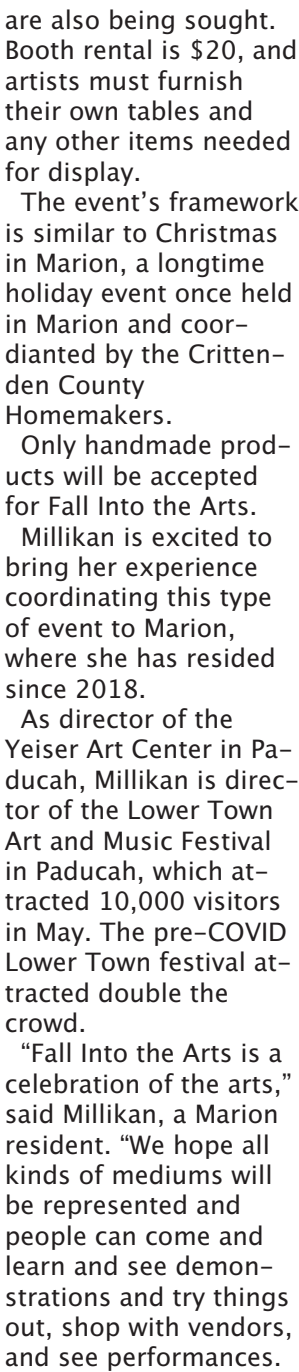 are also being sought.
Booth rental is $20, and
artists must furnish
their own tables and
any other items needed
for display.
The event’s framework
is similar to Christmas
in Marion, a longtime
holiday event once held
in Marion and coor-
dianted by the Critten-
den County
Homemakers.
Only handmade prod-
ucts will be accepted
for Fall Into the Arts.
Millikan is excited to
bring her experience
coordinating this type
of event to Marion,
where she has resided
since 2018.
As director of the
Yeiser Art Center in Pa-
ducah, Millikan is direc-
tor of the Lower Town
Art and Music Festival
in Paducah, which at-
tracted 10,000 visitors
in May. The pre-COVID
Lower Town festival at-
tracted double the
crowd.
“Fall Into the Arts is a
celebration of the arts,”
said Millikan, a Marion
resident. “We hope all
kinds of mediums will
be represented and
people can come and
learn and see demon-
strations and try things
out, shop with vendors,
and see performances.